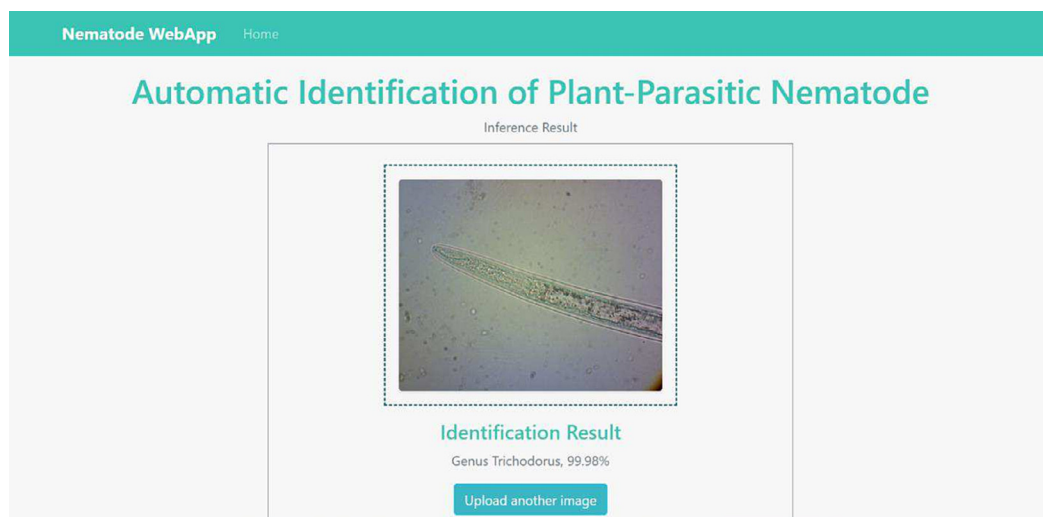 Nematode WebApp Home
Automatic Identification of Plant-Parasitic Nematode
Inference Result
Identification Result
Genus Trichodorus, 99.98%
Upload another image